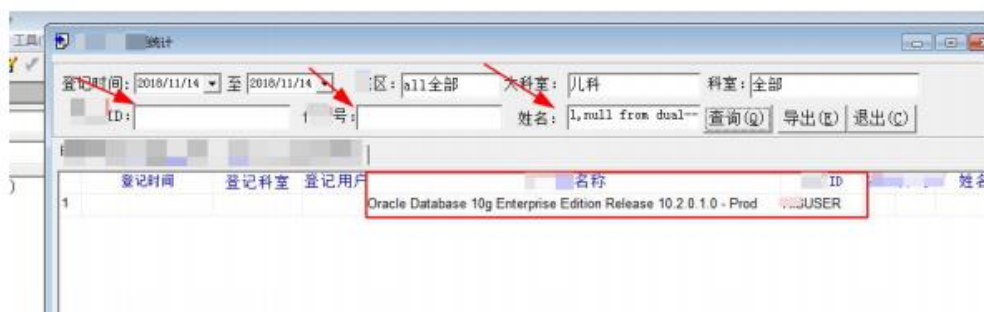 工具(
统计
登记时间: 2018/11/14 至 2018/11/14 区: all全部 大科室: 儿科 科室: 全部
ID: 号: 姓名: 1,null from dual-- 查询(Q) 导出(E) 退出(C)
登记时间 登记科室 登记用户 名称 ID 姓名
1 Oracle Database 10g Enterprise Edition Release 10.2.0.1.0 - Prod USER